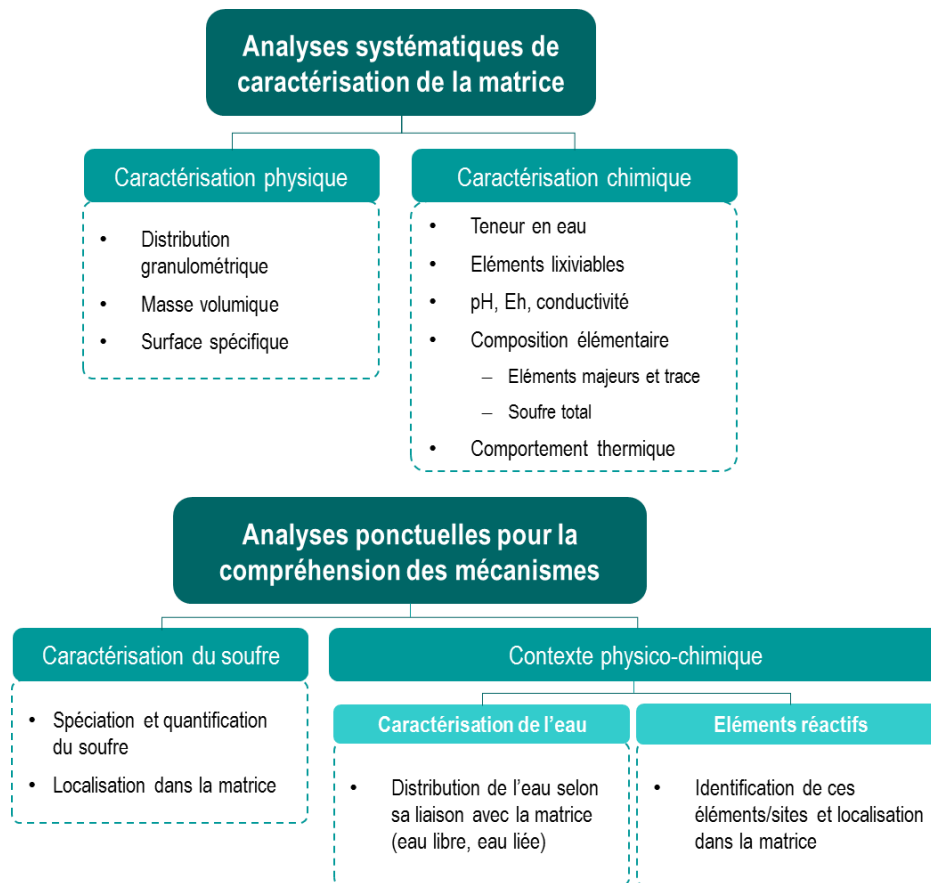 Analyses systématiques de
caractérisation de la matrice
Caractérisation physique
• Distribution
granulométrique
• Masse volumique
• Surface spécifique
Caractérisation chimique
• Teneur en eau
• Eléments lixiviables
• pH, Eh, conductivité
• Composition élémentaire
– Eléments majeurs et trace
– Soufre total
• Comportement thermique
Analyses ponctuelles pour la
compréhension des mécanismes
Caractérisation du soufre
• Spéciation et quantification
du soufre
• Localisation dans la matrice
Contexte physico-chimique
Caractérisation de l’eau
• Distribution de l’eau selon
sa liaison avec la matrice
(eau libre, eau liée)
Eléments réactifs
• Identification de ces
éléments/sites et localisation
dans la matrice